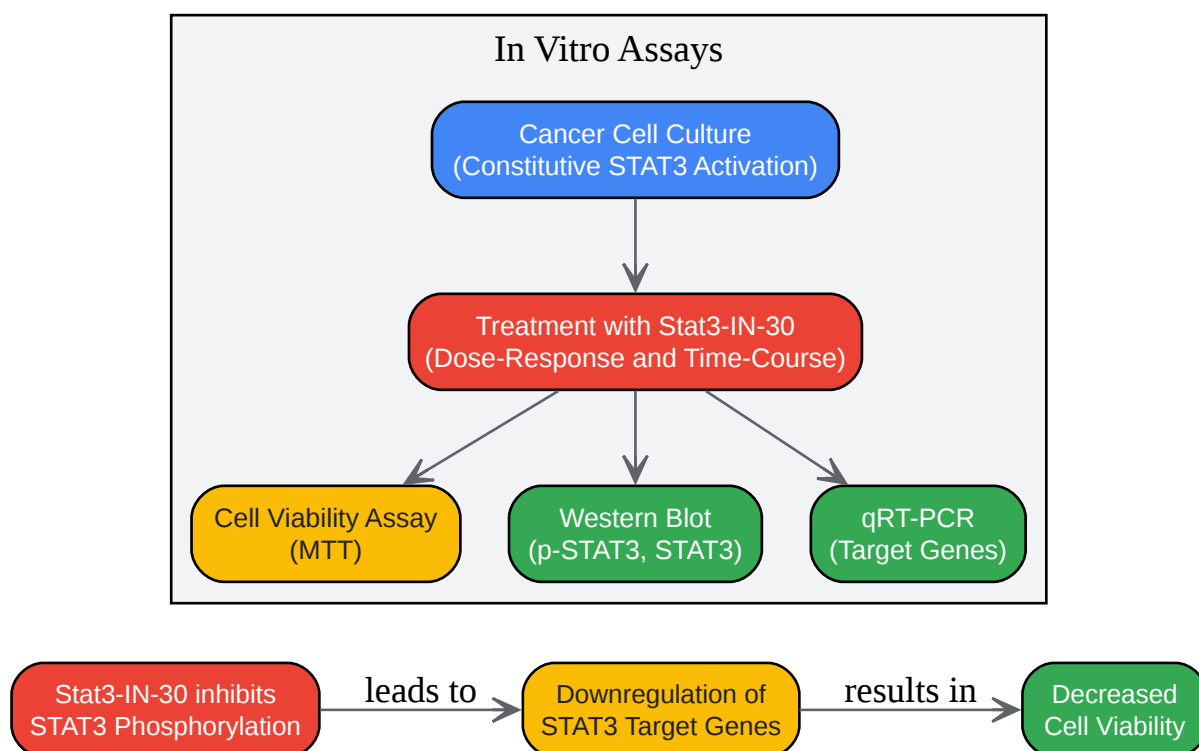 In Vitro Assays
Cancer Cell Culture
(Constitutive STAT3 Activation)
Treatment with Stat3-IN-30
(Dose-Response and Time-Course)
Cell Viability Assay
(MTT)
Western Blot
(p-STAT3, STAT3)
qRT-PCR
(Target Genes)
Stat3-IN-30 inhibits
STAT3 Phosphorylation
leads to
Downregulation of
STAT3 Target Genes
results in
Decreased
Cell Viability